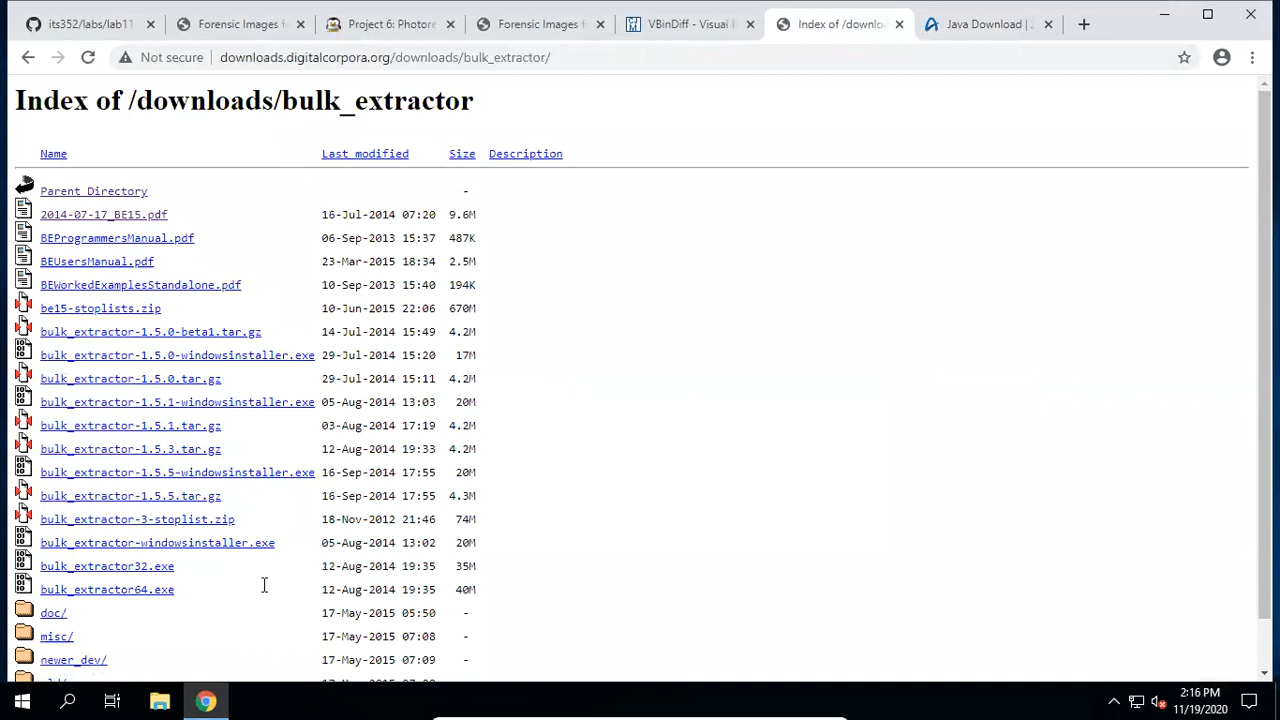 its352/labs/lab11
Forensic Images f
Project 6: Photore
Forensic Images f
VBinDiff - Visual
Index of /downlo
Java Download |
Not secure downloads.digitalcorpora.org/downloads/bulk_extractor/
Index of /downloads/bulk_extractor
Name Last modified Size Description
Parent Directory -
2014-07-17_BE15.pdf 16-Jul-2014 07:20 9.6M
BEProgrammersManual.pdf 06-Sep-2013 15:37 487K
BEUsersManual.pdf 23-Mar-2015 18:34 2.5M
BEWorkedExamplesStandalone.pdf 10-Sep-2013 15:40 194K
be15-stoplists.zip 10-Jun-2015 22:06 670M
bulk_extractor-1.5.0-beta1.tar.gz 14-Jul-2014 15:49 4.2M
bulk_extractor-1.5.0-windowsinstaller.exe 29-Jul-2014 15:20 17M
bulk_extractor-1.5.0.tar.gz 29-Jul-2014 15:11 4.2M
bulk_extractor-1.5.1-windowsinstaller.exe 05-Aug-2014 13:03 20M
bulk_extractor-1.5.1.tar.gz 03-Aug-2014 17:19 4.2M
bulk_extractor-1.5.3.tar.gz 12-Aug-2014 19:33 4.2M
bulk_extractor-1.5.5-windowsinstaller.exe 16-Sep-2014 17:55 20M
bulk_extractor-1.5.5.tar.gz 16-Sep-2014 17:55 4.3M
bulk_extractor-3-stoplist.zip 18-Nov-2012 21:46 74M
bulk_extractor-windowsinstaller.exe 05-Aug-2014 13:02 20M
bulk_extractor32.exe 12-Aug-2014 19:35 35M
bulk_extractor64.exe 12-Aug-2014 19:35 40M
doc/ 17-May-2015 05:50 -
misc/ 17-May-2015 07:08 -
newer_dev/ 17-May-2015 07:09 -
2:16 PM
11/19/2020